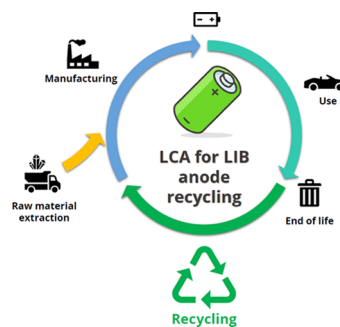 Manufacturing
Use
LCA for LIB
anode
recycling
Raw material
extraction
End of life
Recycling